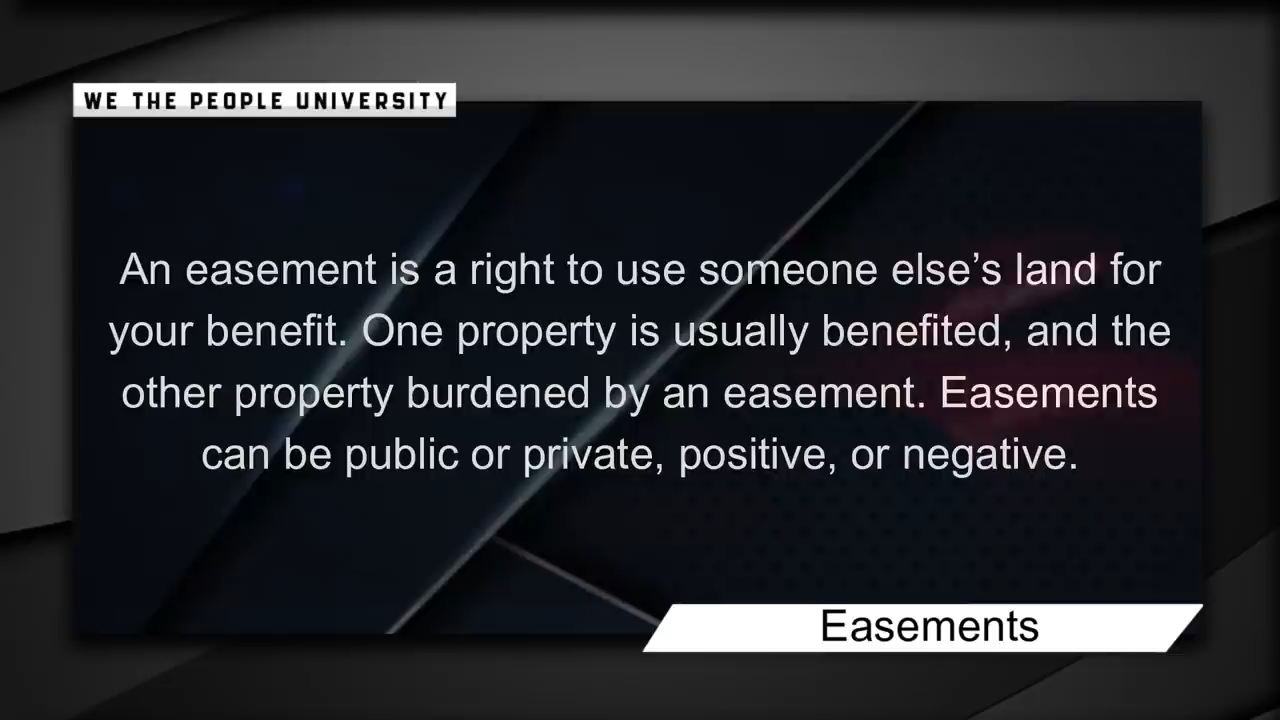 WE THE PEOPLE UNIVERSITY
An easement is a right to use someone else’s land for
your benefit. One property is usually benefited, and the
other property burdened by an easement. Easements
can be public or private, positive, or negative.
Easements